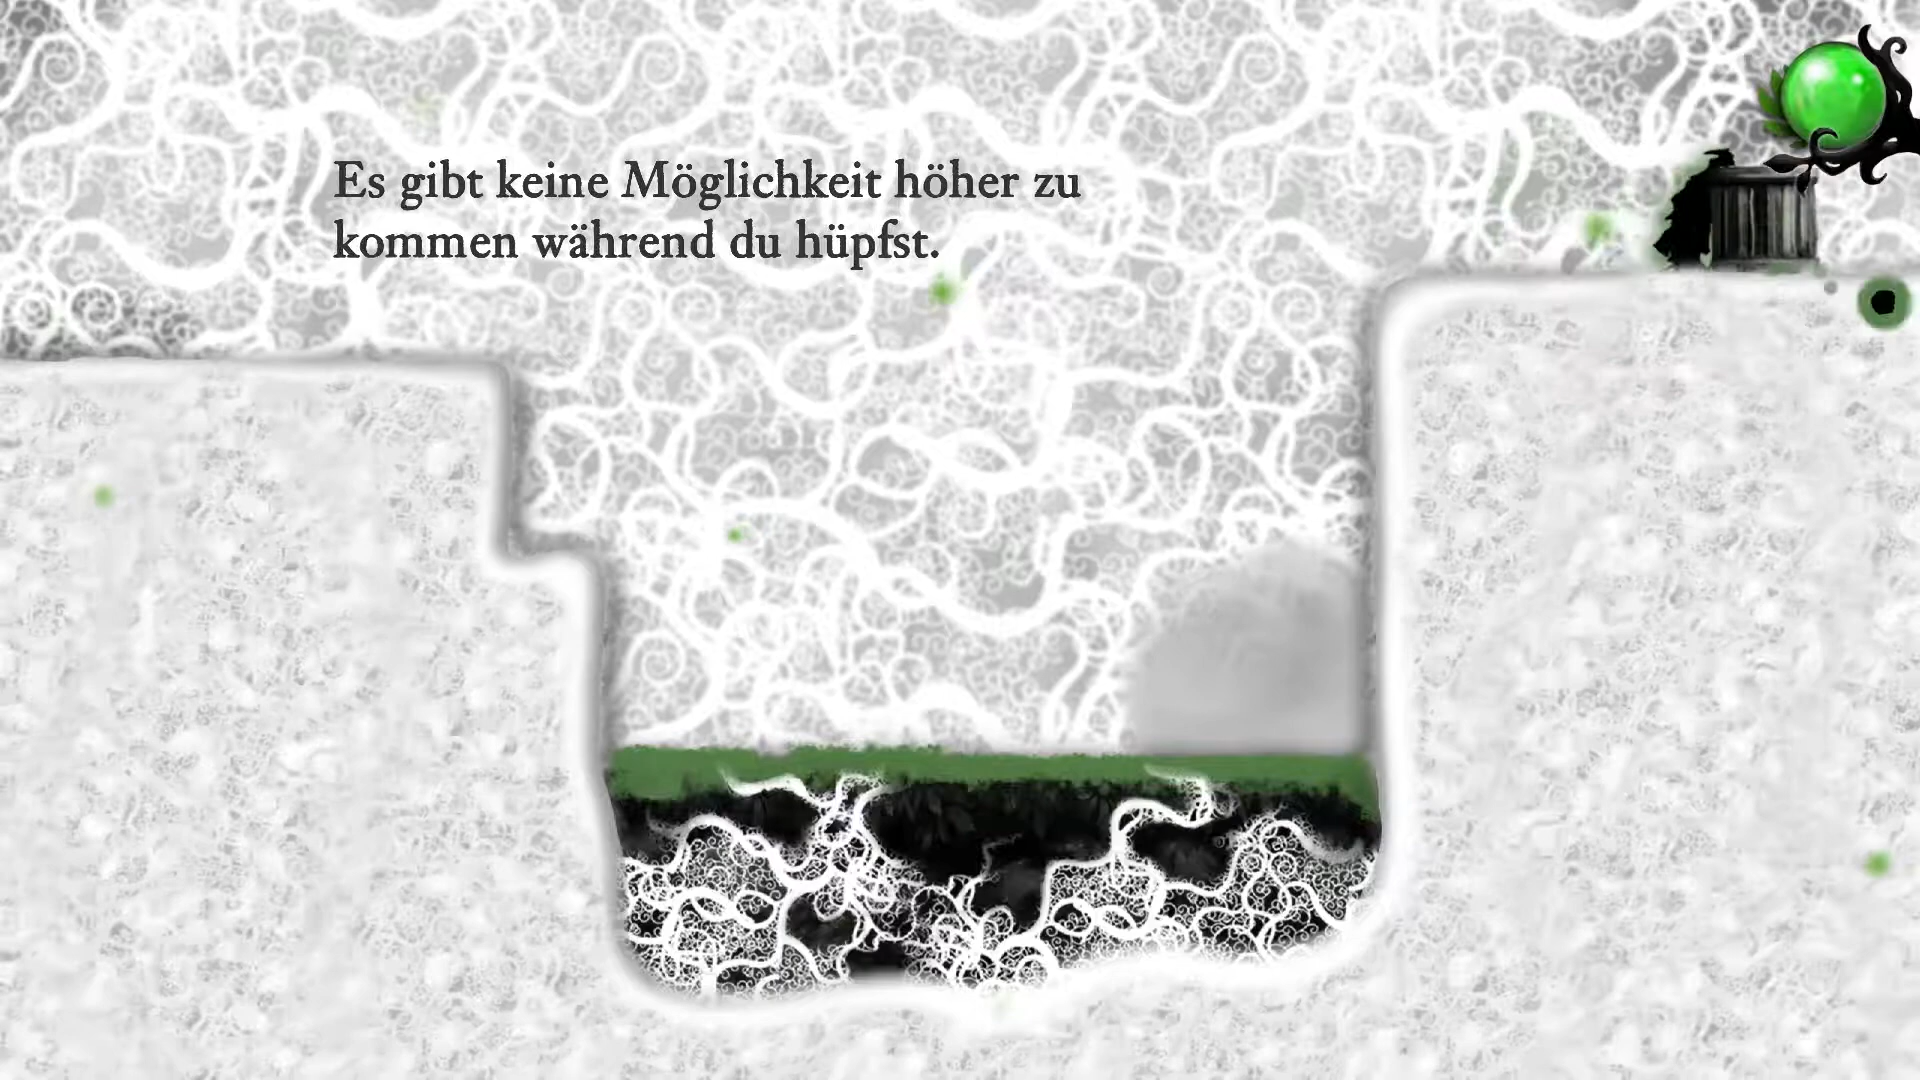 Es gibt keine Möglichkeit höher zu
kommen während du hüpfst.